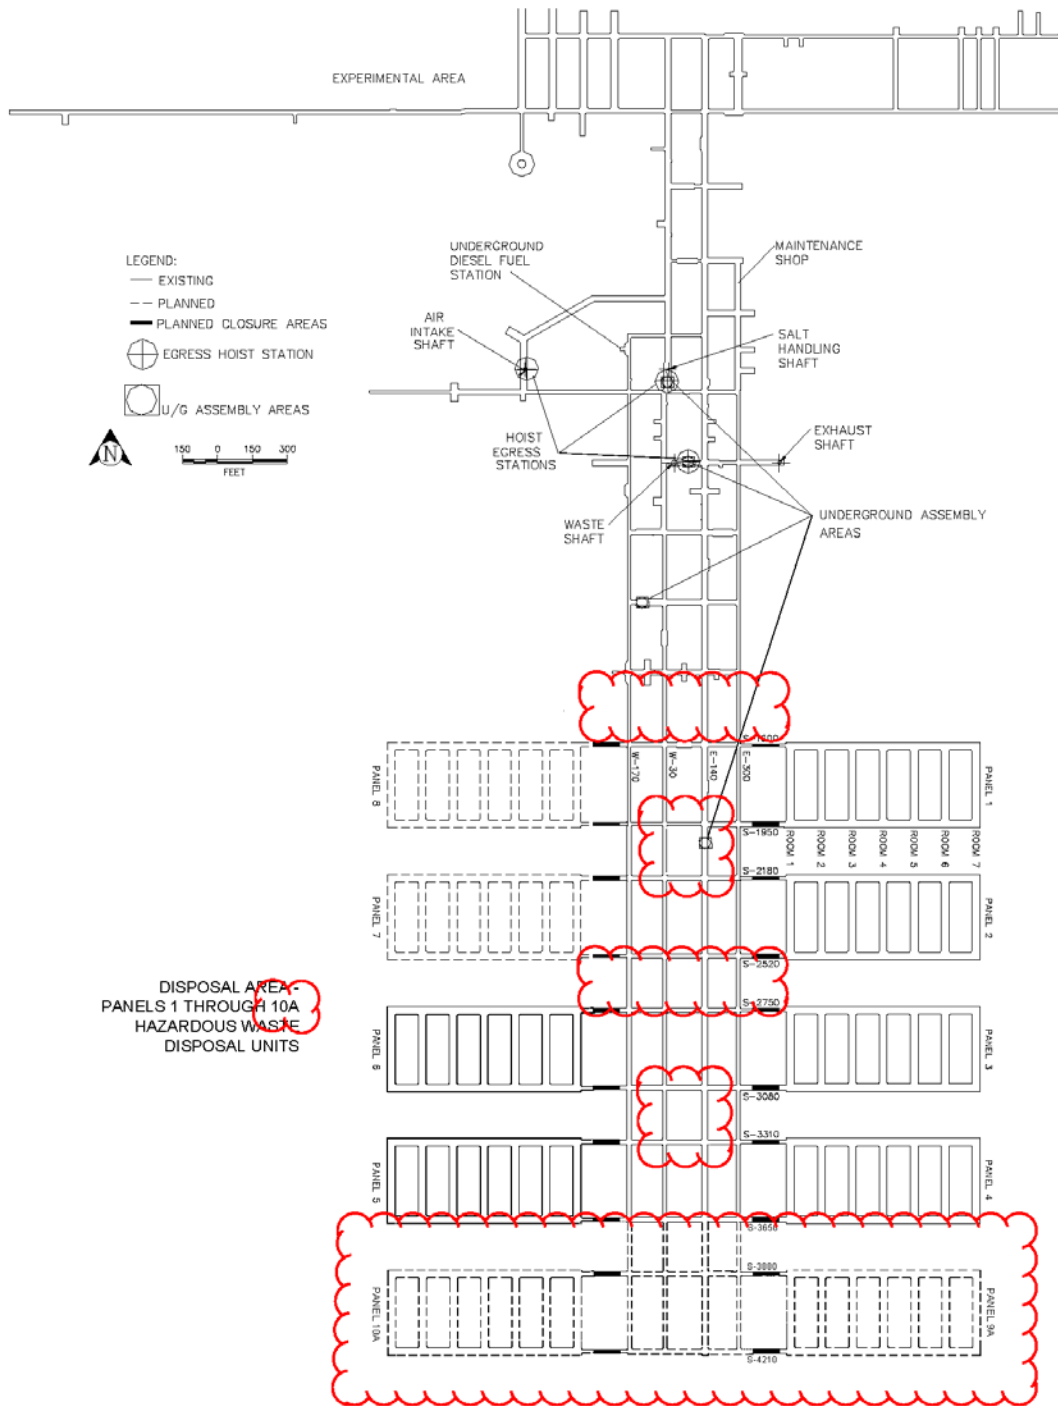 EXPERIMENTAL AREA
UNDERGROUND
DIESEL FUEL
STATION
MAINTENANCE
SHOP
LEGEND:
EXISTING
PLANNED
PLANNED CLOSURE AREAS
EGRESS HOIST STATION
U/G ASSEMBLY AREAS
AIR
INTAKE
SHAFT
SALT
HANDLING
SHAFT
N
150 0 150 300
FEET
HOIST
EGRESS
STATIONS
EXHAUST
SHAFT
WASTE
SHAFT
UNDERGROUND ASSEMBLY
AREAS
S-1600
W-170
W-30
E-140
E-300
PANEL 8
PANEL 1
S-1950
ROOM 1
ROOM 2
ROOM 3
ROOM 4
ROOM 5
ROOM 6
ROOM 7
S-2180
PANEL 7
PANEL 2
S-2520
DISPOSAL AREA -
PANELS 1 THROUGH 10A
HAZARDOUS WASTE
DISPOSAL UNITS
S-2750
PANEL 6
PANEL 3
S-3080
S-3310
PANEL 5
PANEL 4
S-3650
S-3880
PANEL 10A
PANEL 9A
S-4210